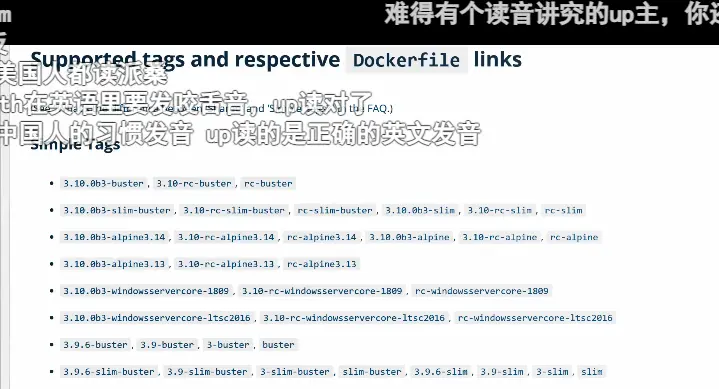 m
难得有个读音讲究的up主，你还
Supported tags and respective Dockerfile links
美国人都读派桑
th在英语里要发咬舌音，up读对了
FAQ.)
中国人的习惯发音 up读的是正确的英文发音
Simple Tags
3.10.0b3-buster, 3.10-rc-buster, rc-buster
3.10.0b3-slim-buster, 3.10-rc-slim-buster, rc-slim-buster, 3.10.0b3-slim, 3.10-rc-slim, rc-slim
3.10.0b3-alpine3.14, 3.10-rc-alpine3.14, rc-alpine3.14, 3.10.0b3-alpine, 3.10-rc-alpine, rc-alpine
3.10.0b3-alpine3.13, 3.10-rc-alpine3.13, rc-alpine3.13
3.10.0b3-windowsservercore-1809, 3.10-rc-windowsservercore-1809, rc-windowsservercore-1809
3.10.0b3-windowsservercore-ltsc2016, 3.10-rc-windowsservercore-ltsc2016, rc-windowsservercore-ltsc2016
3.9.6-buster, 3.9-buster, 3-buster, buster
3.9.6-slim-buster, 3.9-slim-buster, 3-slim-buster, slim-buster, 3.9.6-slim, 3.9-slim, 3-slim, slim